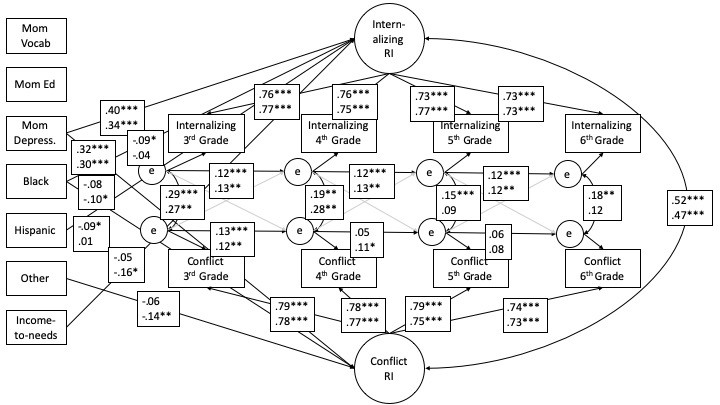 Mom
Vocab
Mom Ed
Mom
Depress.
Black
Hispanic
Other
Income-
to-needs
Intern-
alizing
RI
.40***
.34***
.76***
.77***
.76***
.75***
.73***
.77***
.73***
.73***
Internalizing
3rd Grade
Internalizing
4th Grade
Internalizing
5th Grade
Internalizing
6th Grade
.32***
.30***
-.09*
-.04
e
e
e
e
-.08
-.10*
.12***
.13**
.12***
.13**
.12***
.12**
.29***
.27**
.19**
.28**
.15***
.09
.18**
.12
.52***
.47***
-.09*
.01
e
e
e
e
.13***
.12**
.05
.11*
.06
.08
-.05
-.16*
Conflict
3rd Grade
Conflict
4th Grade
Conflict
5th Grade
Conflict
6th Grade
-.06
-.14**
.79***
.78***
.78***
.77***
.79***
.75***
.74***
.73***
Conflict
RI